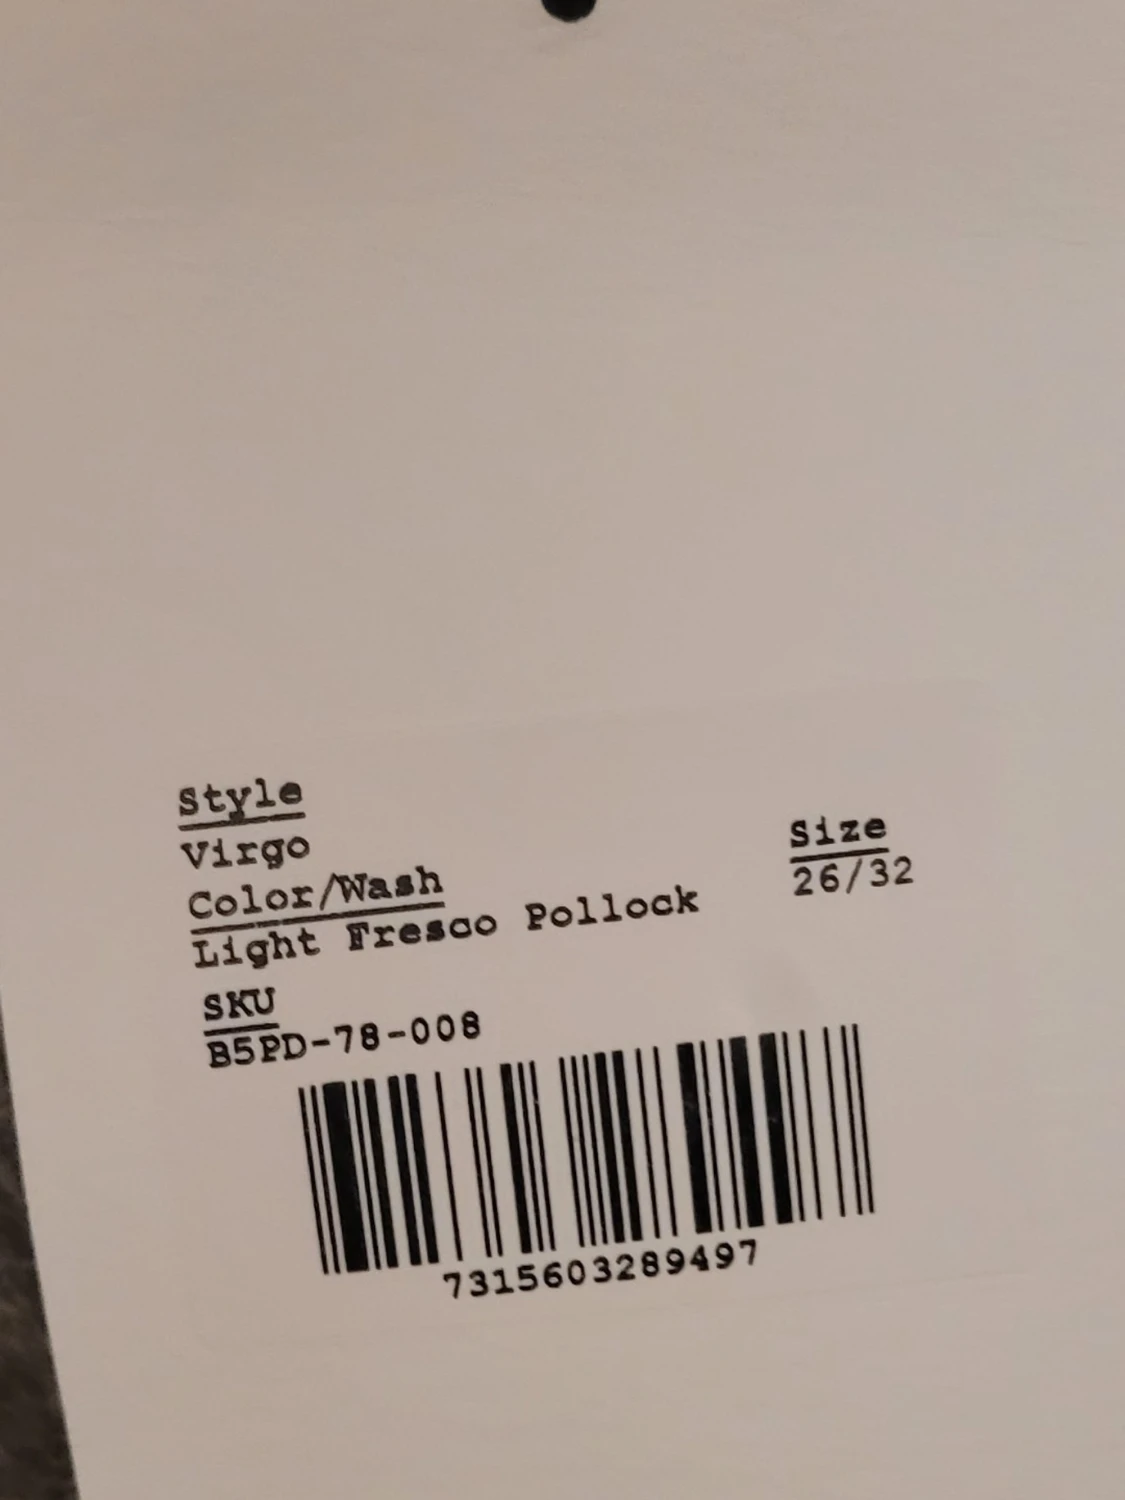 Style
Virgo
Size
26/32
Color/Wash
Light Fresco Pollock
SKU
B5PD-78-008
7315603289497